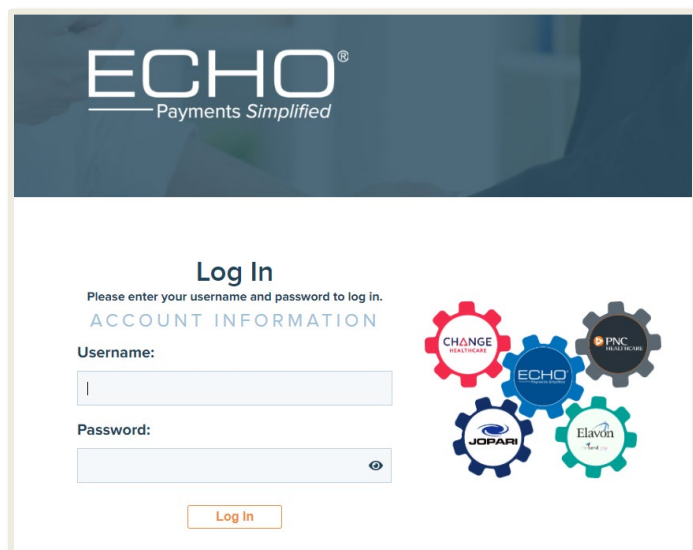 ECHO®
Payments Simplified
Log In
Please enter your username and password to log in.
ACCOUNT INFORMATION
Username:
Password:
Log In
CHANGE
HEALTHCARE
PNC
HEALTHCARE
ECHO
Payments Simplified
JOPARI
Elavon